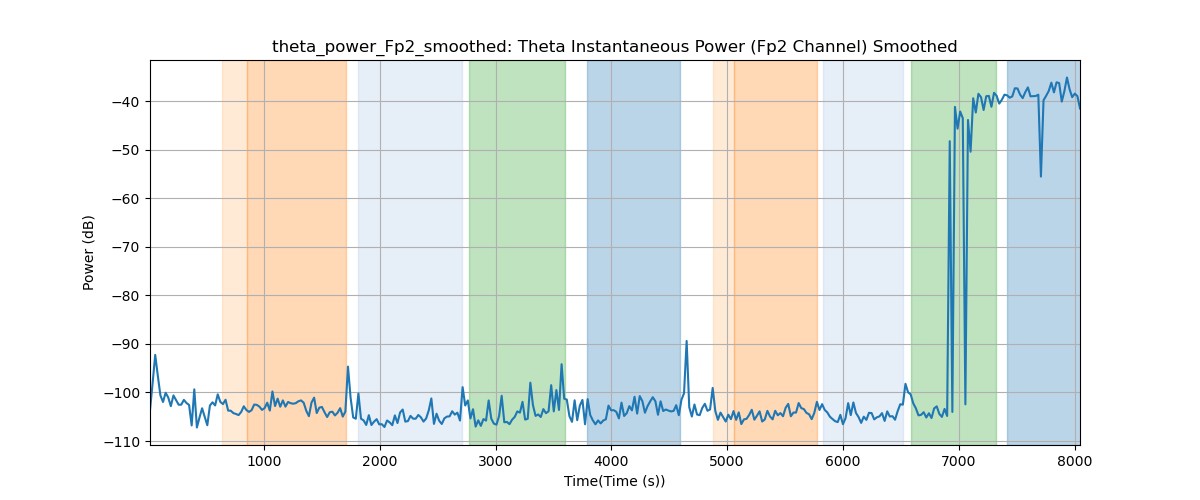 theta_power_Fp2_smoothed: Theta Instantaneous Power (Fp2 Channel) Smoothed
Power (dB)
−40
−50
−60
−70
−80
−90
−100
−110
1000 2000 3000 4000 5000 6000 7000 8000
Time(Time (s))